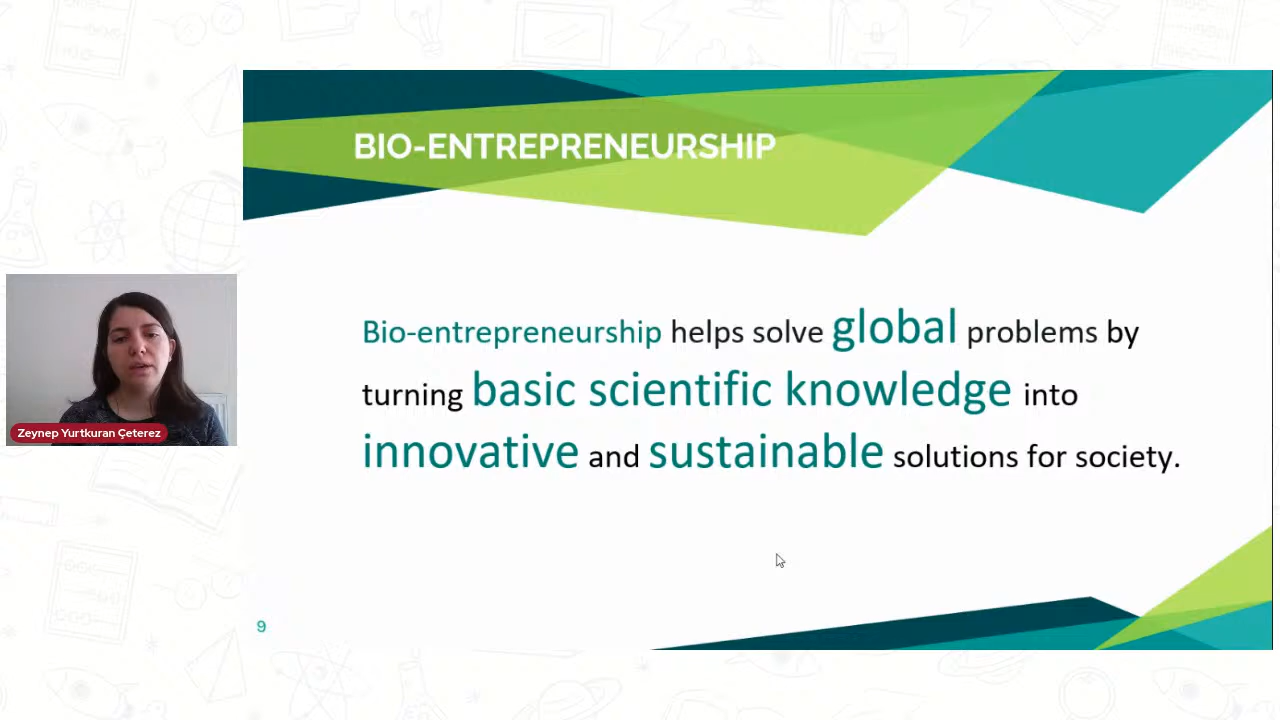 BIO-ENTREPRENEURSHIP
Bio-entrepreneurship helps solve global problems by
turning basic scientific knowledge into
innovative and sustainable solutions for society.
Zeynep Yurtkuran Çeterez
9